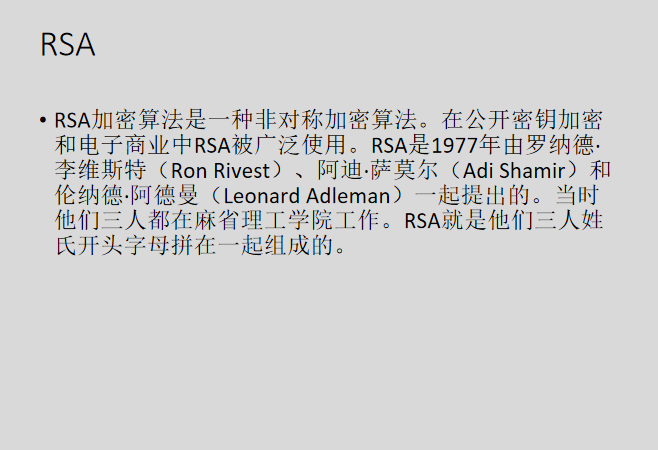 RSA
• RSA加密算法是一种非对称加密算法。在公开密钥加密
和电子商业中RSA被广泛使用。RSA是1977年由罗纳德·
李维斯特（Ron Rivest）、阿迪·萨莫尔（Adi Shamir）和
伦纳德·阿德曼（Leonard Adleman）一起提出的。当时
他们三人都在麻省理工学院工作。RSA就是他们三人姓
氏开头字母拼在一起组成的。